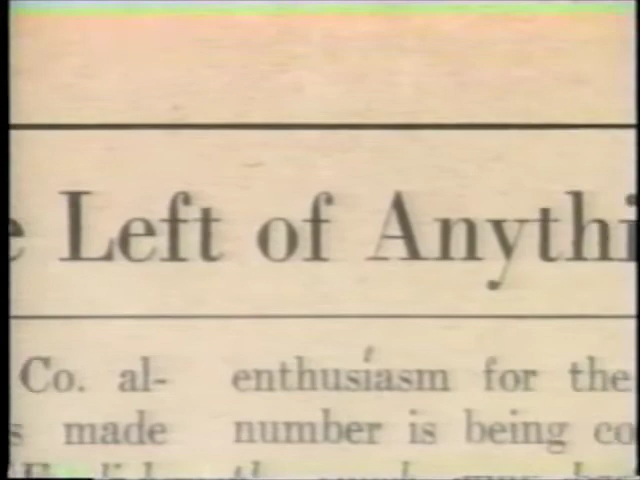 e Left of Anythi
Co. al- enthusiasm for the
s made number is being co